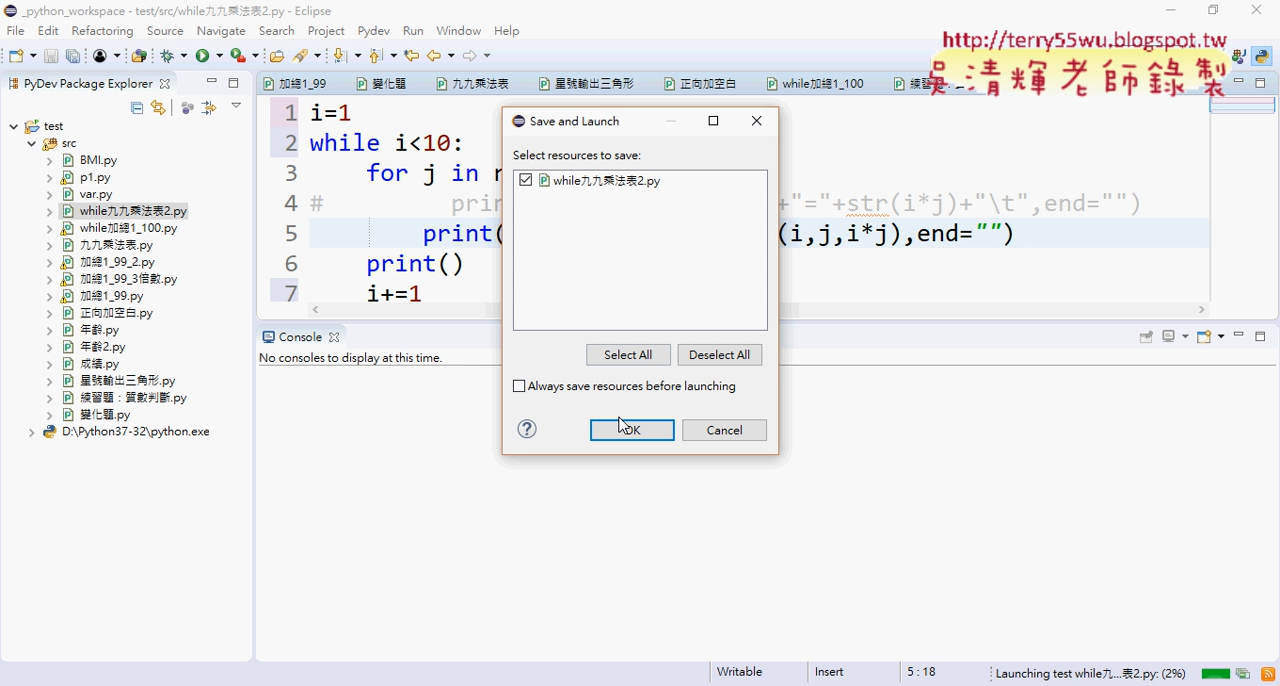 _python_workspace - test/src/while九九乘法表2.py - Eclipse
http://terry55wu.blogspot.tw
吳清輝老師錄製
File Edit Refactoring Source Navigate Search Project Pydev Run Window Help
PyDev Package Explorer
加總1_99 變化題 九九乘法表 星號輸出三角形 正向加空白 while加總1_100
test
src
BMI.py
p1.py
var.py
while九九乘法表2.py
while加總1_100.py
九九乘法表.py
加總1_99_2.py
加總1_99_3倍數.py
加總1_99.py
正向加空白.py
年齡.py
年齡2.py
成績.py
星號輸出三角形.py
練習題：質數判斷.py
變化題.py
D:\Python37-32\python.exe
1 i=1
2 while i<10:
3 for j in
4 # +"="+str(i*j)+"\t",end="")
5 print( (i,j,i*j),end="")
6 print()
7 i+=1
Save and Launch
Select resources to save:
while九九乘法表2.py
Select All Deselect All
Always save resources before launching
OK Cancel
Console
No consoles to display at this time.
Writable Insert 5 : 18 Launching test while九...表2.py: (2%)